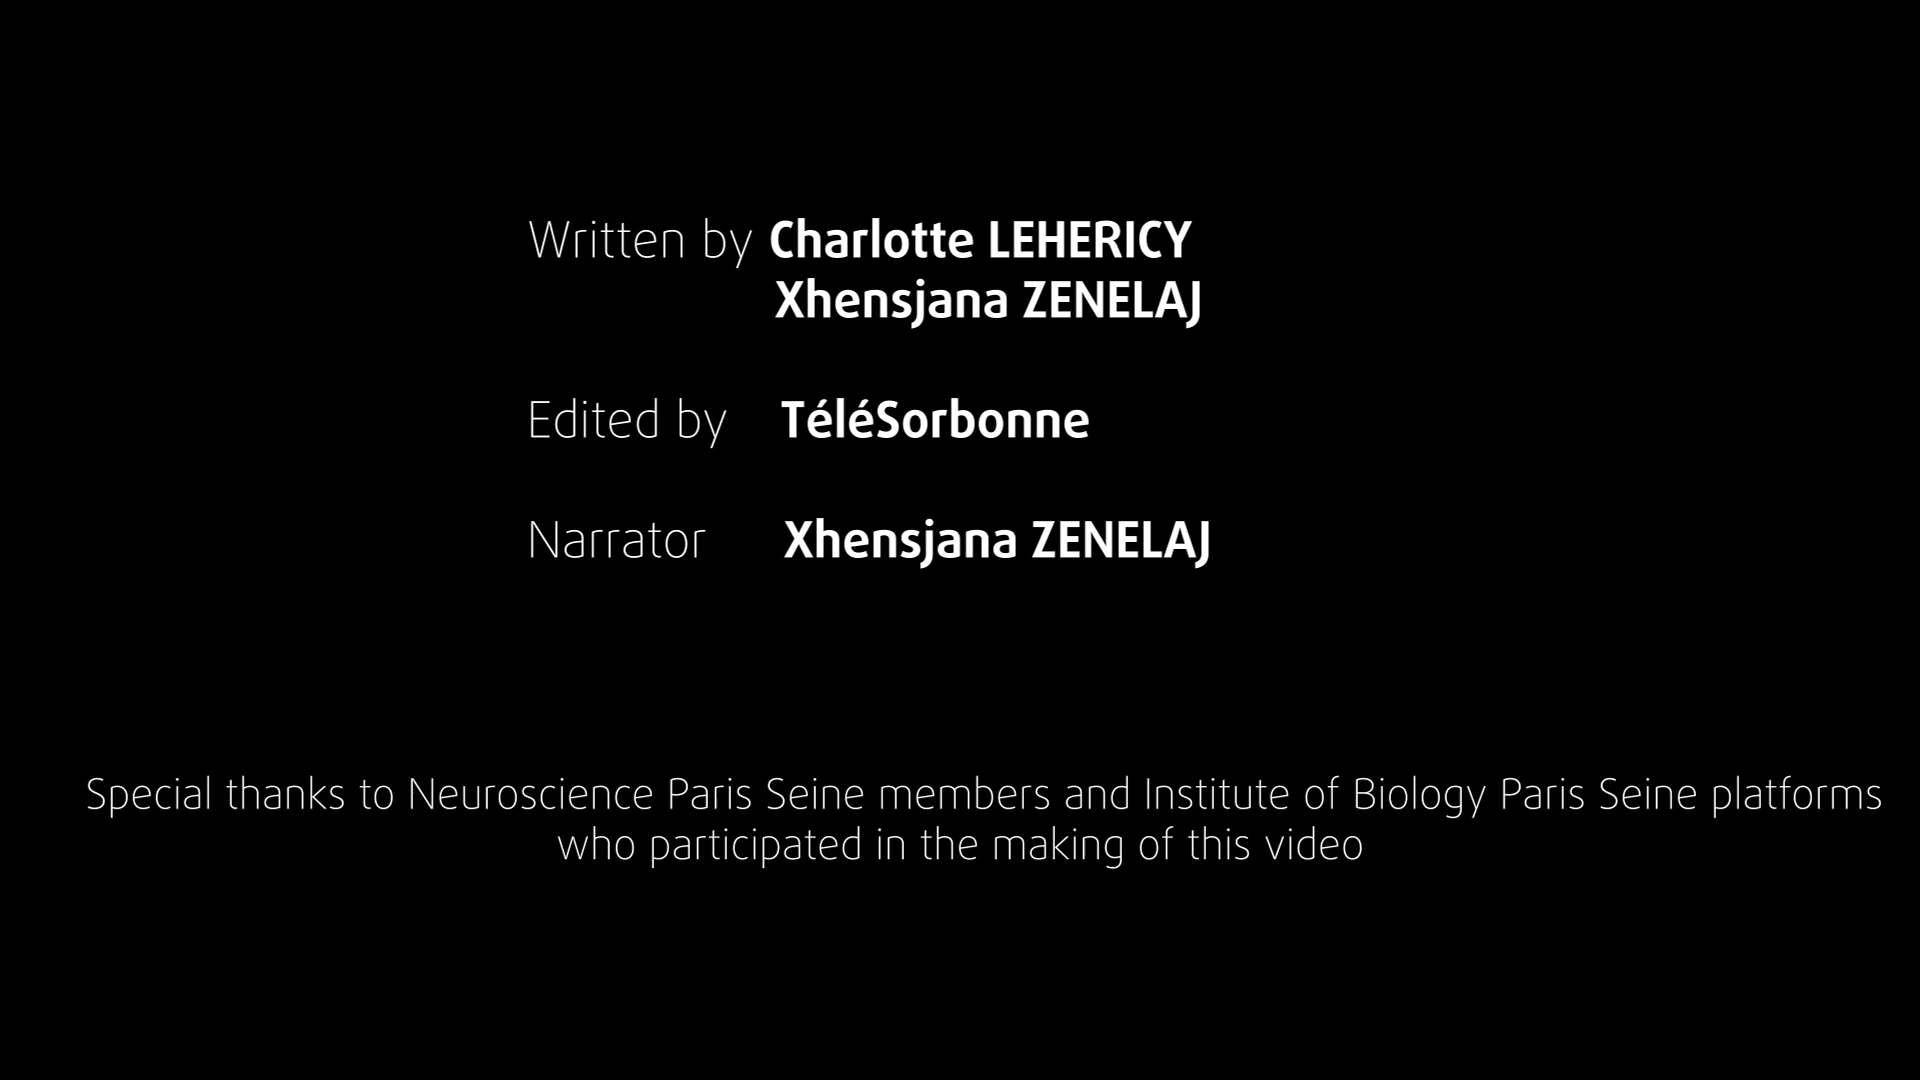 Written by Charlotte LEHERICY
Xhensjana ZENELAJ
Edited by TéléSorbonne
Narrator Xhensjana ZENELAJ
Special thanks to Neuroscience Paris Seine members and Institute of Biology Paris Seine platforms
who participated in the making of this video